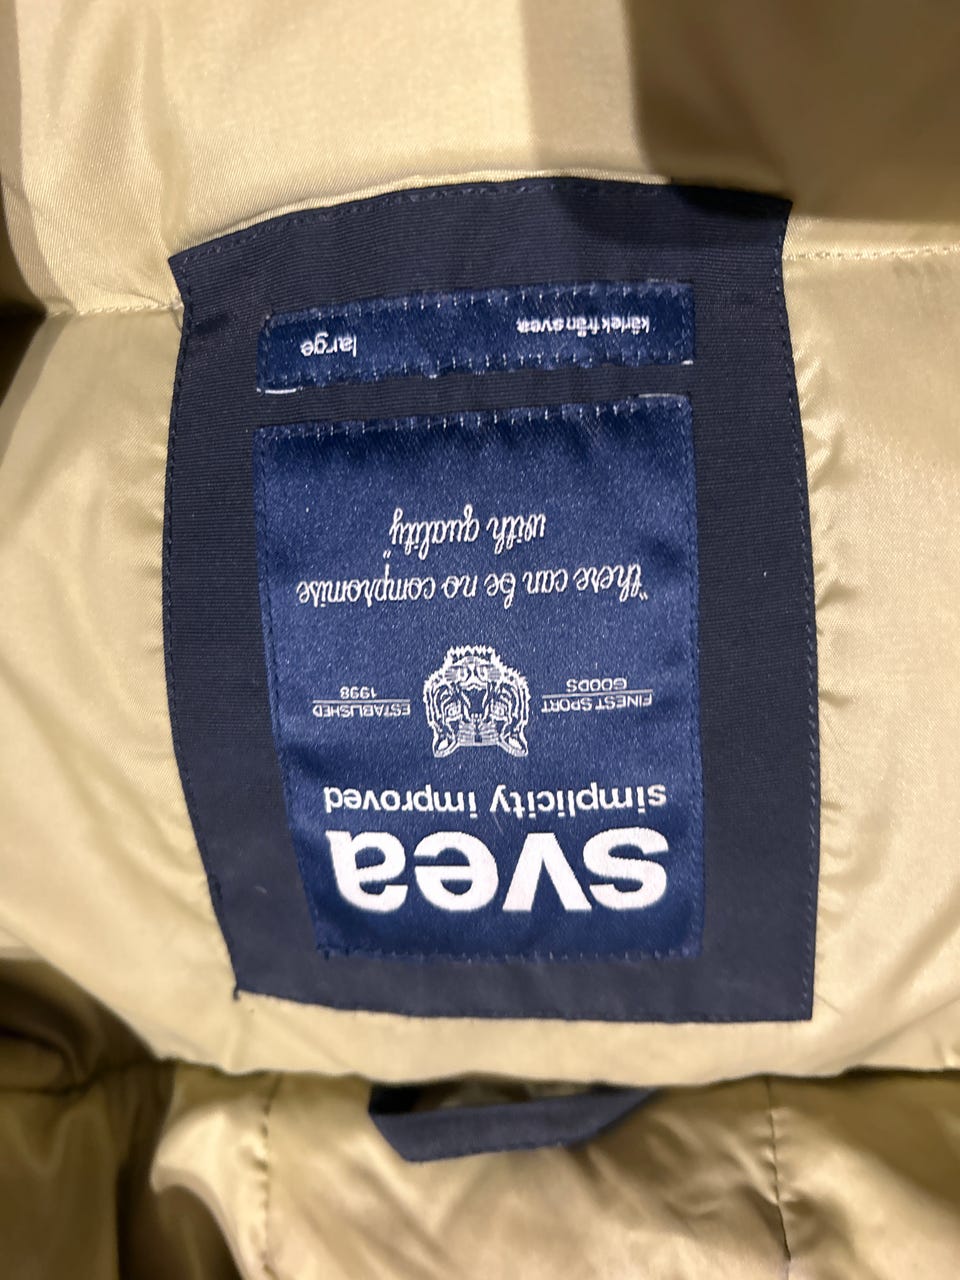 svea
simplicity improved
FINEST SPORT
GOODS
ESTABLISHED
1998
"there can be no compromise
with quality"
kärlek från svea
large